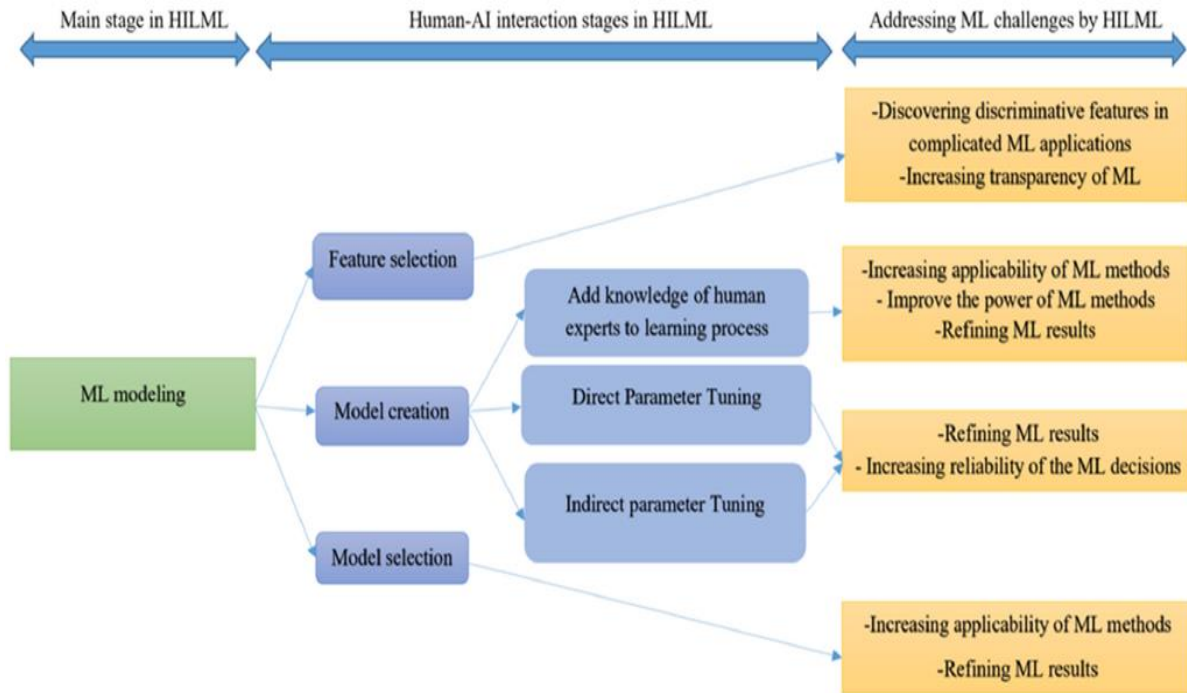 Main stage in HILML
Human-AI interaction stages in HILML
Addressing ML challenges by HILML
-Discovering discriminative features in
complicated ML applications
-Increasing transparency of ML
Feature selection
Add knowledge of human
experts to learning process
-Increasing applicability of ML methods
- Improve the power of ML methods
-Refining ML results
ML modeling
Model creation
Direct Parameter Tuning
-Refining ML results
- Increasing reliability of the ML decisions
Indirect parameter Tuning
Model selection
-Increasing applicability of ML methods
-Refining ML results